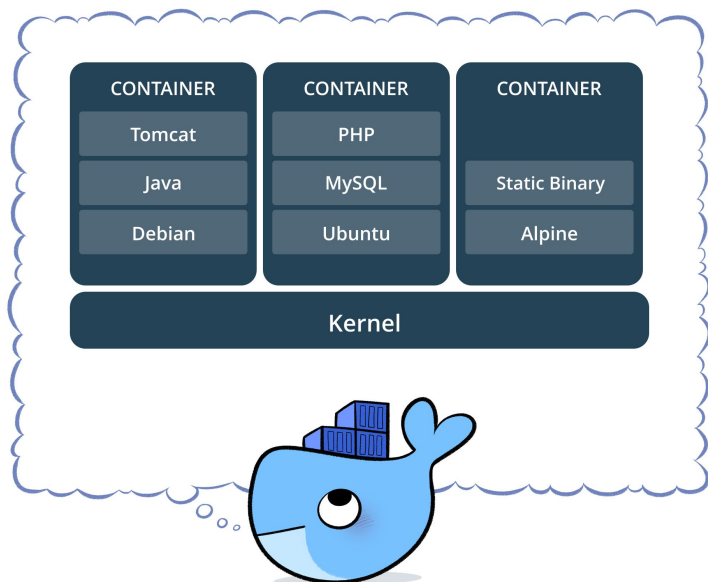 CONTAINER
Tomcat
Java
Debian
CONTAINER
PHP
MySQL
Ubuntu
CONTAINER
Static Binary
Alpine
Kernel